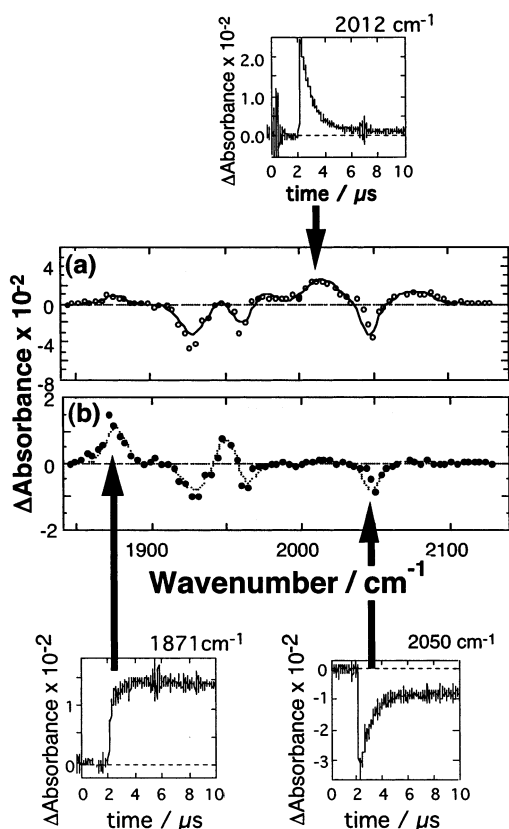 2012 cm-1
ΔAbsorbance x 10-2
2.0
1.0
0.0
0 2 4 6 8 10
time / μs
(a)
4
0
-4
-8
(b)
2
0
-2
ΔAbsorbance x 10-2
1900 2000 2100
Wavenumber / cm-1
1871cm-1
ΔAbsorbance x 10-2
1
0
0 2 4 6 8 10
time / μs
2050 cm-1
ΔAbsorbance x 10-2
0
-1
-2
-3
0 2 4 6 8 10
time / μs